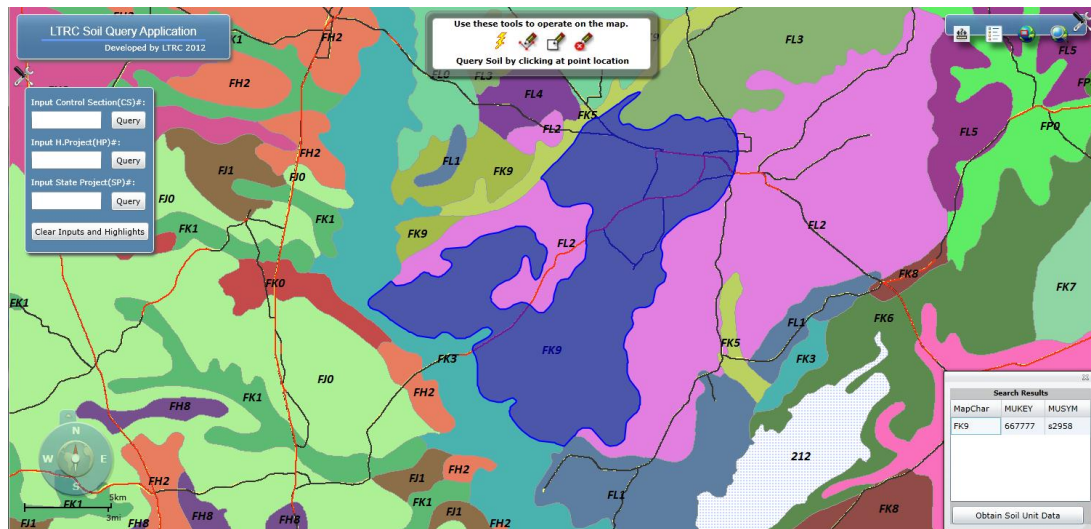 LTRC Soil Query Application
Developed by LTRC 2012
Use these tools to operate on the map.
Query Soil by clicking at point location
Input Control Section(CS)#:
Query
Input H.Project(HP)#:
Query
Input State Project(SP)#:
Query
Clear Inputs and Highlights
FK1
FH2
FH2
FH2
FJ1
FJ0
FJ0
FK1
FK1
FK0
FK1
FJ0
FK1
FH8
FH2
FK1
FH8
FH8
FH8
FJ1
FH2
FK1
FJ1
FH2
FL0
FL3
FL4
FL2
FK5
FK9
FL3
FL1
FK9
FK9
FL2
FK3
FK9
FL2
FL5
FL5
FP0
FK8
FK7
FK6
FL1
FK3
FK5
212
FL1
FK8
N
W
E
S
5km
3mi
Search Results
MapChar MUKEY MUSYM
FK9 667777 s2958
Obtain Soil Unit Data